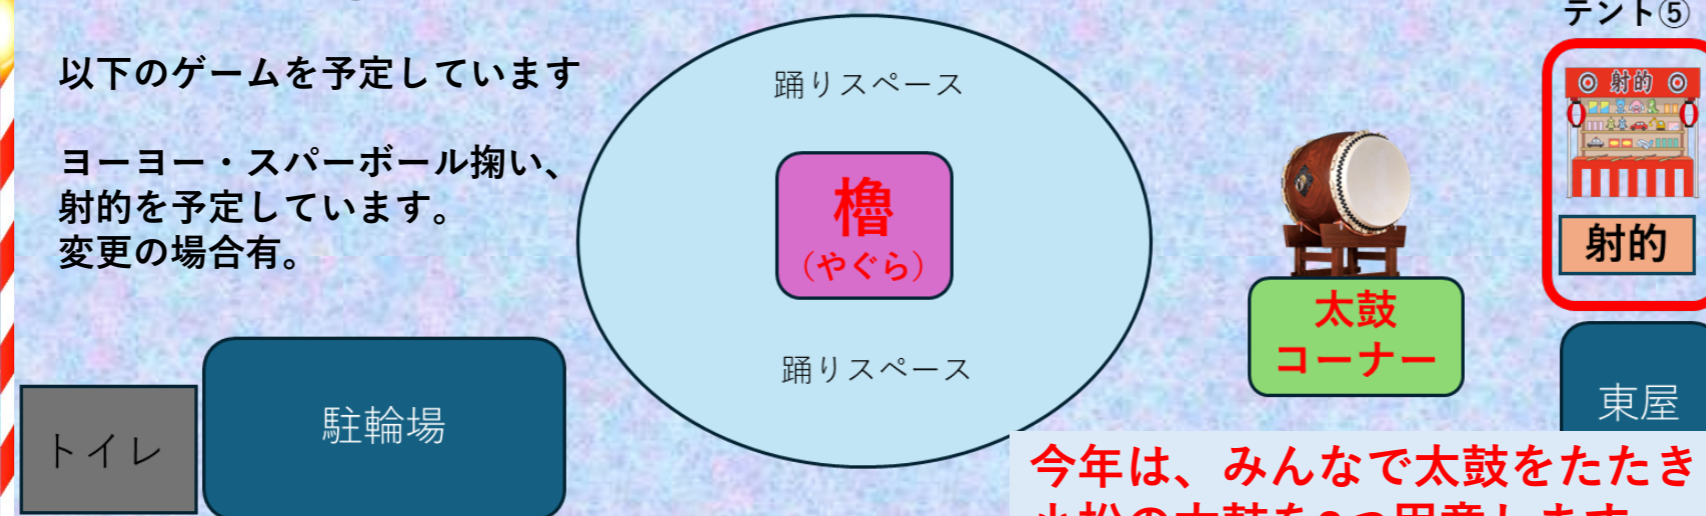 テント⑤
以下のゲームを予定しています
ヨーヨー・スパーボール掬い、
射的を予定しています。
変更の場合有。
踊りスペース
櫓
（やぐら）
踊りスペース
太鼓
コーナー
◎ 射的 ◎
射的
東屋
トイレ
駐輪場
今年は、みんなで太鼓をたたき